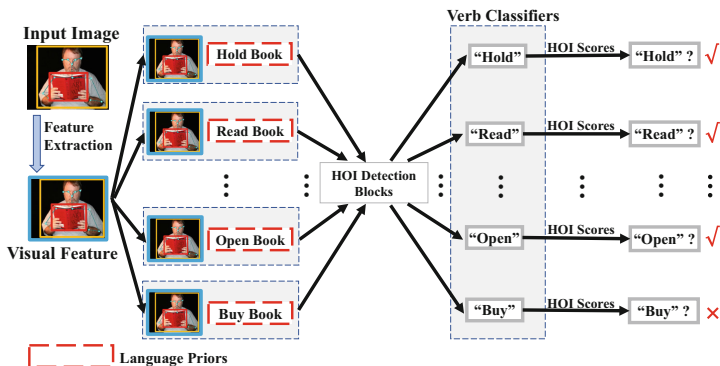 Input Image
Feature
Extraction
Visual Feature
Language Priors
Hold Book
Read Book
Open Book
Buy Book
HOI Detection
Blocks
Verb Classifiers
“Hold” HOI Scores “Hold” ? √
“Read” HOI Scores “Read” ? √
“Open” HOI Scores “Open” ? √
“Buy” HOI Scores “Buy” ? ×